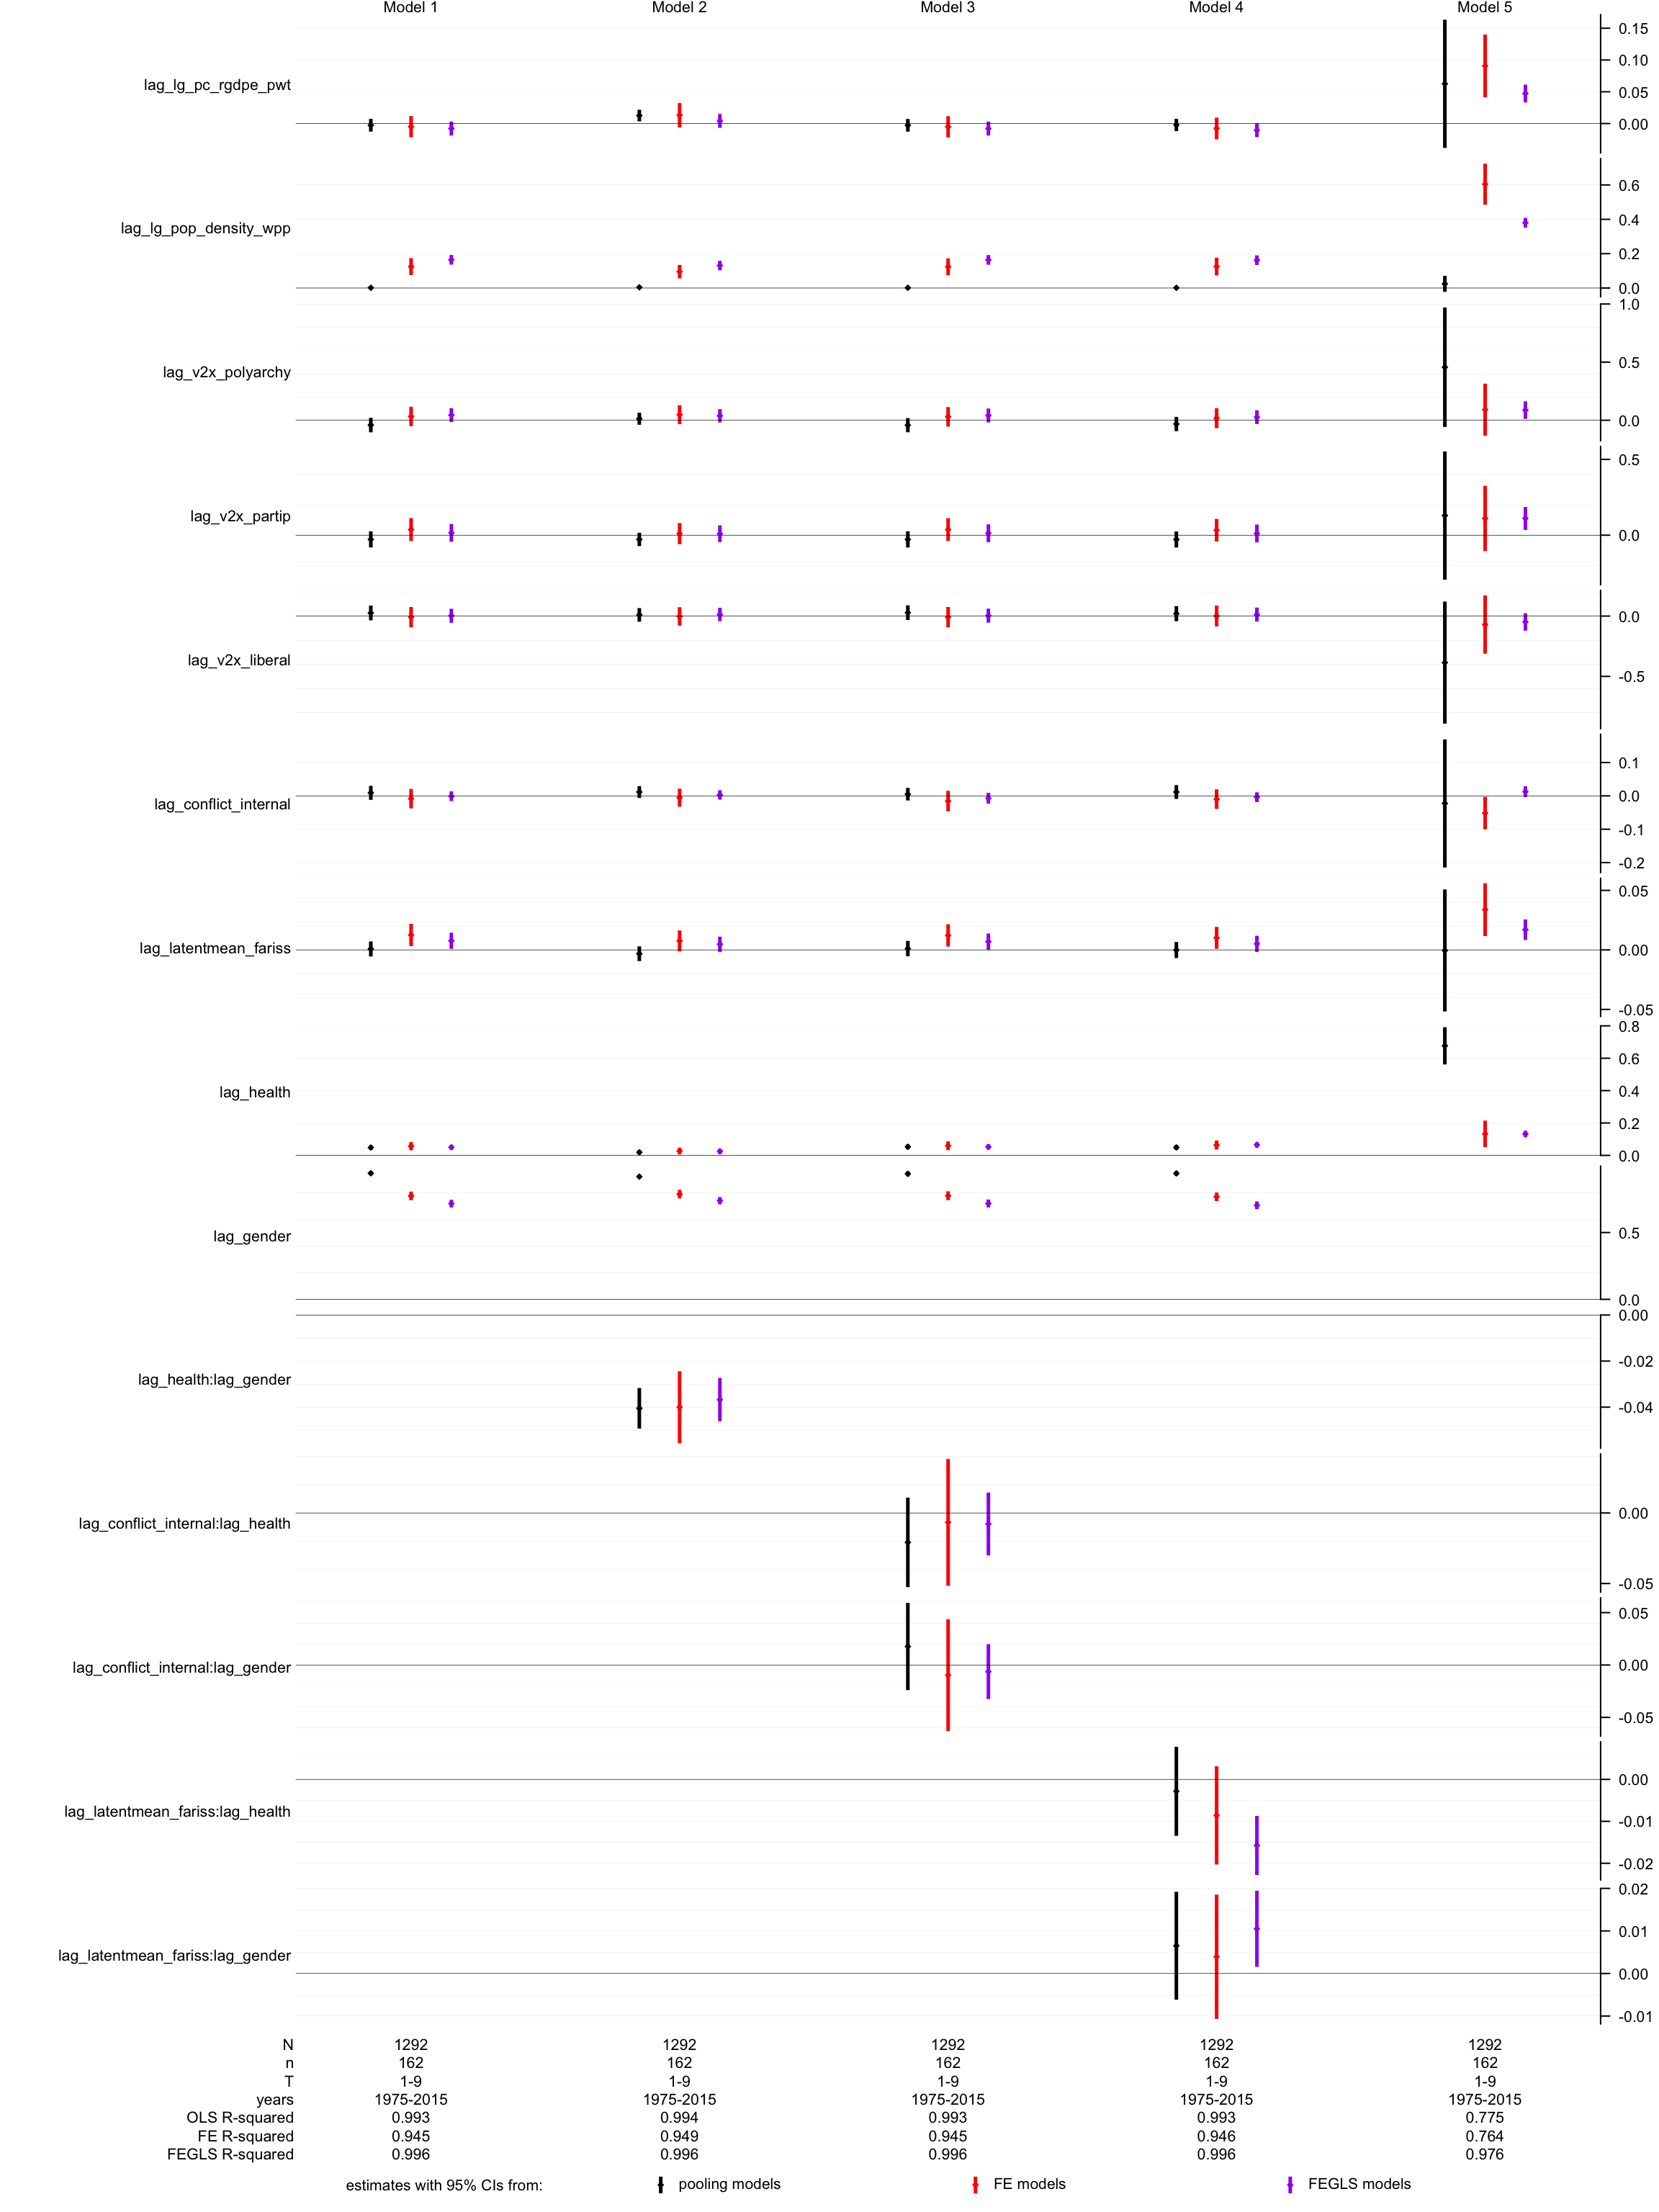 Model 1 Model 2 Model 3 Model 4 Model 5
lag_lg_pc_rgdpe_pwt
0.15
0.10
0.05
0.00
lag_lg_pop_density_wpp
0.6
0.4
0.2
0.0
lag_v2x_polyarchy
1.0
0.5
0.0
lag_v2x_partip
0.5
0.0
lag_v2x_liberal
0.0
-0.5
lag_conflict_internal
0.1
0.0
-0.1
-0.2
lag_latentmean_fariss
0.05
0.00
-0.05
lag_health
0.8
0.6
0.4
0.2
0.0
lag_gender
0.5
0.0
lag_health:lag_gender
0.00
-0.02
-0.04
lag_conflict_internal:lag_health
0.00
-0.05
lag_conflict_internal:lag_gender
0.05
0.00
-0.05
lag_latentmean_fariss:lag_health
0.00
-0.01
-0.02
lag_latentmean_fariss:lag_gender
0.02
0.01
0.00
-0.01
N 1292 1292 1292 1292 1292
n 162 162 162 162 162
T 1-9 1-9 1-9 1-9 1-9
years 1975-2015 1975-2015 1975-2015 1975-2015 1975-2015
OLS R-squared 0.993 0.994 0.993 0.993 0.775
FE R-squared 0.945 0.949 0.945 0.946 0.764
FEGLS R-squared 0.996 0.996 0.996 0.996 0.976
estimates with 95% CIs from: pooling models FE models FEGLS models